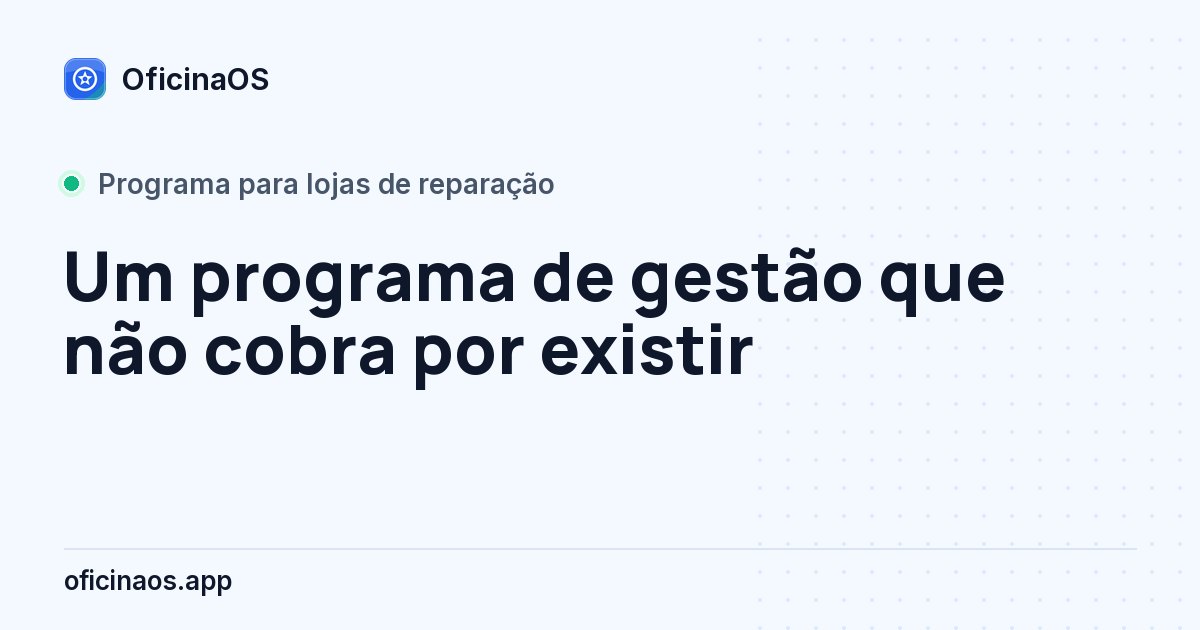 OficinaOS
Programa para lojas de reparação
Um programa de gestão que
não cobra por existir
oficinaos.app